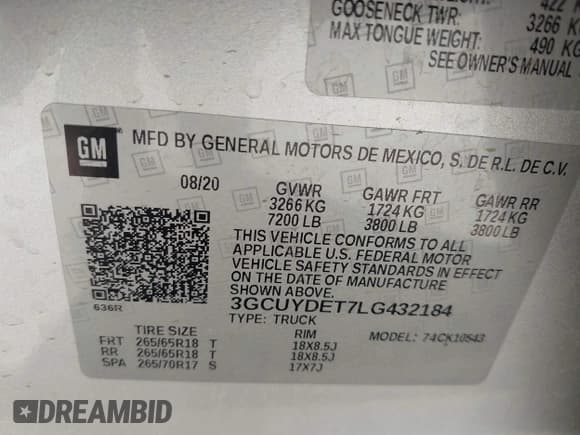 422
GOOSENECK TWR: 3266 KG
MAX TONGUE WEIGHT: 490 KG
SEE OWNER'S MANUAL
GM
MFD BY GENERAL MOTORS DE MEXICO, S. DE R.L. DE C.V.
08/20 GVWR GAWR FRT GAWR RR
3266 KG 1724 KG 1724 KG
7200 LB 3800 LB 3800 LB
THIS VEHICLE CONFORMS TO ALL
APPLICABLE U.S. FEDERAL MOTOR
VEHICLE SAFETY STANDARDS IN EFFECT
ON THE DATE OF MANUFACTURE
SHOWN ABOVE.
636R
3GCUYDET7LG432184
TYPE: TRUCK
MODEL: 74CK10543
TIRE SIZE RIM
FRT 265/65R18 T 18X8.5J
RR 265/65R18 T 18X8.5J
SPA 265/70R17 S 17X7J
DREAMBID